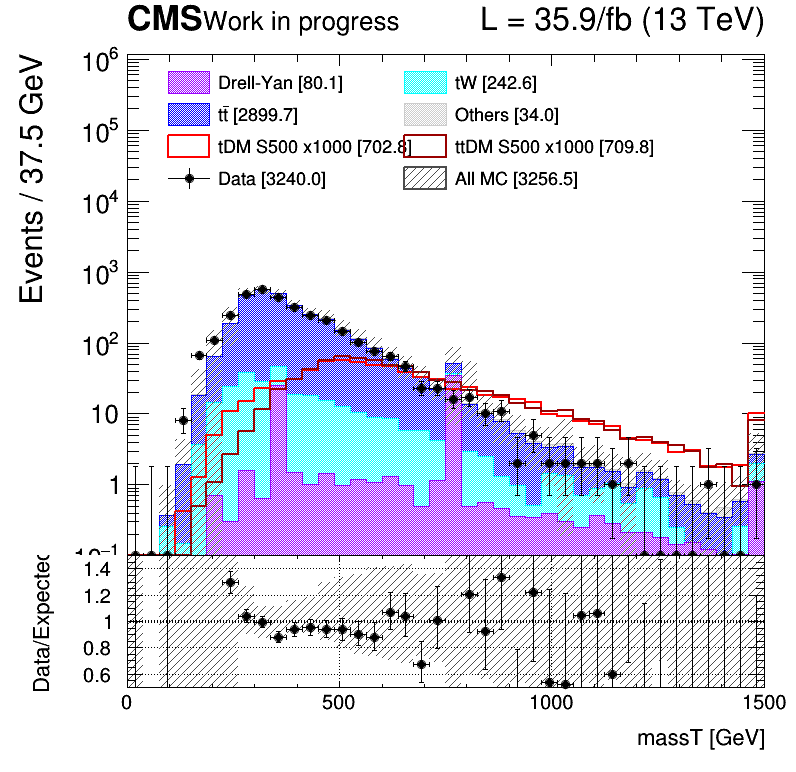 CMS Work in progress L = 35.9/fb (13 TeV)
Events / 37.5 GeV
10⁶
10⁵
10⁴
10³
10²
10
1
10⁻¹
Drell-Yan [80.1] tW [242.6]
tt̄ [2899.7] Others [34.0]
tDM S500 x1000 [702.8] ttDM S500 x1000 [709.8]
Data [3240.0] All MC [3256.5]
Data/Expected
1.4
1.2
1
0.8
0.6
0 500 1000 1500
massT [GeV]